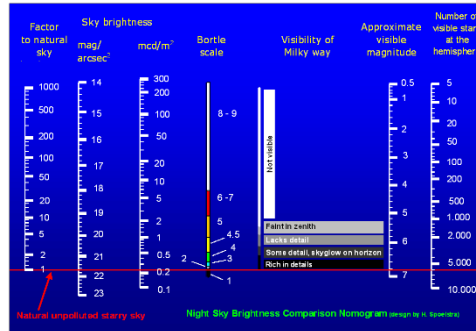 Factor
to natural
sky
Sky brightness
mag/
arcsec²
mcd/m²
Bortle
scale
Visibility of
Milky way
Approximate
visible
magnitude
Number of
visible star
at the
hemispher
1000
500
200
100
50
20
10
5
2
1
14
15
16
17
18
19
20
21
22
23
300
200
100
50
20
10
5
2
1
0.5
0.2
0.1
8 - 9
6 -7
5
4.5
4
3
2
1
Not visible
Faint in zenith
Lacks detail
Some detail, skyglow on horizon
Rich in details
0.5
1
2
3
4
5
6
7
5
10
20
50
100
200
500
1.000
2.000
5.000
10.000
Natural unpolluted starry sky
Night Sky Brightness Comparison Nomogram (design by H. Spoelstra)